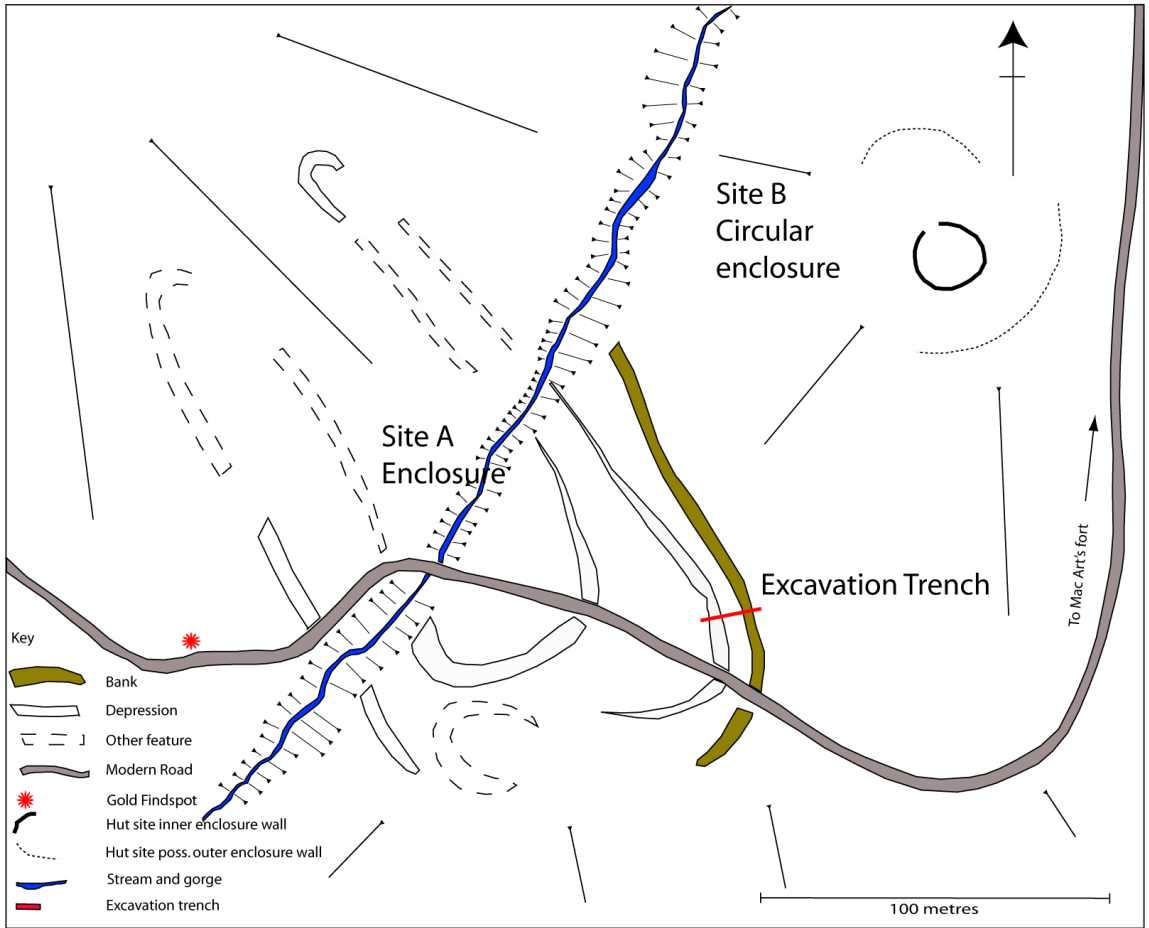 Site B
Circular
enclosure
Site A
Enclosure
Excavation Trench
To Mac Art's fort
Key
Bank
Depression
Other feature
Modern Road
Gold Findspot
Hut site inner enclosure wall
Hut site poss. outer enclosure wall
Stream and gorge
Excavation trench
100 metres